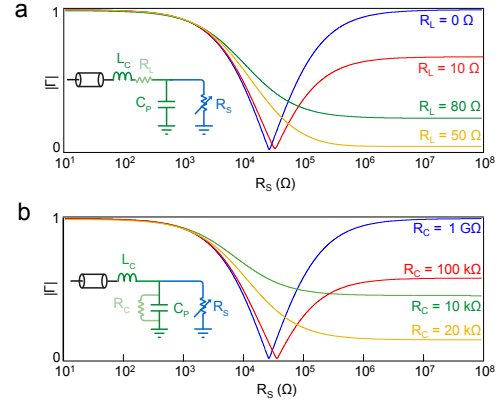 a
1
R_L = 0 Ω
R_L = 10 Ω
L_C
R_L
|Γ|
C_P
R_S
R_L = 80 Ω
R_L = 50 Ω
0
10^1 10^2 10^3 10^4 10^5 10^6 10^7 10^8
R_S (Ω)
b
1
R_C = 1 GΩ
R_C = 100 kΩ
L_C
|Γ|
R_C
C_P
R_S
R_C = 10 kΩ
R_C = 20 kΩ
0
10^1 10^2 10^3 10^4 10^5 10^6 10^7 10^8
R_S (Ω)